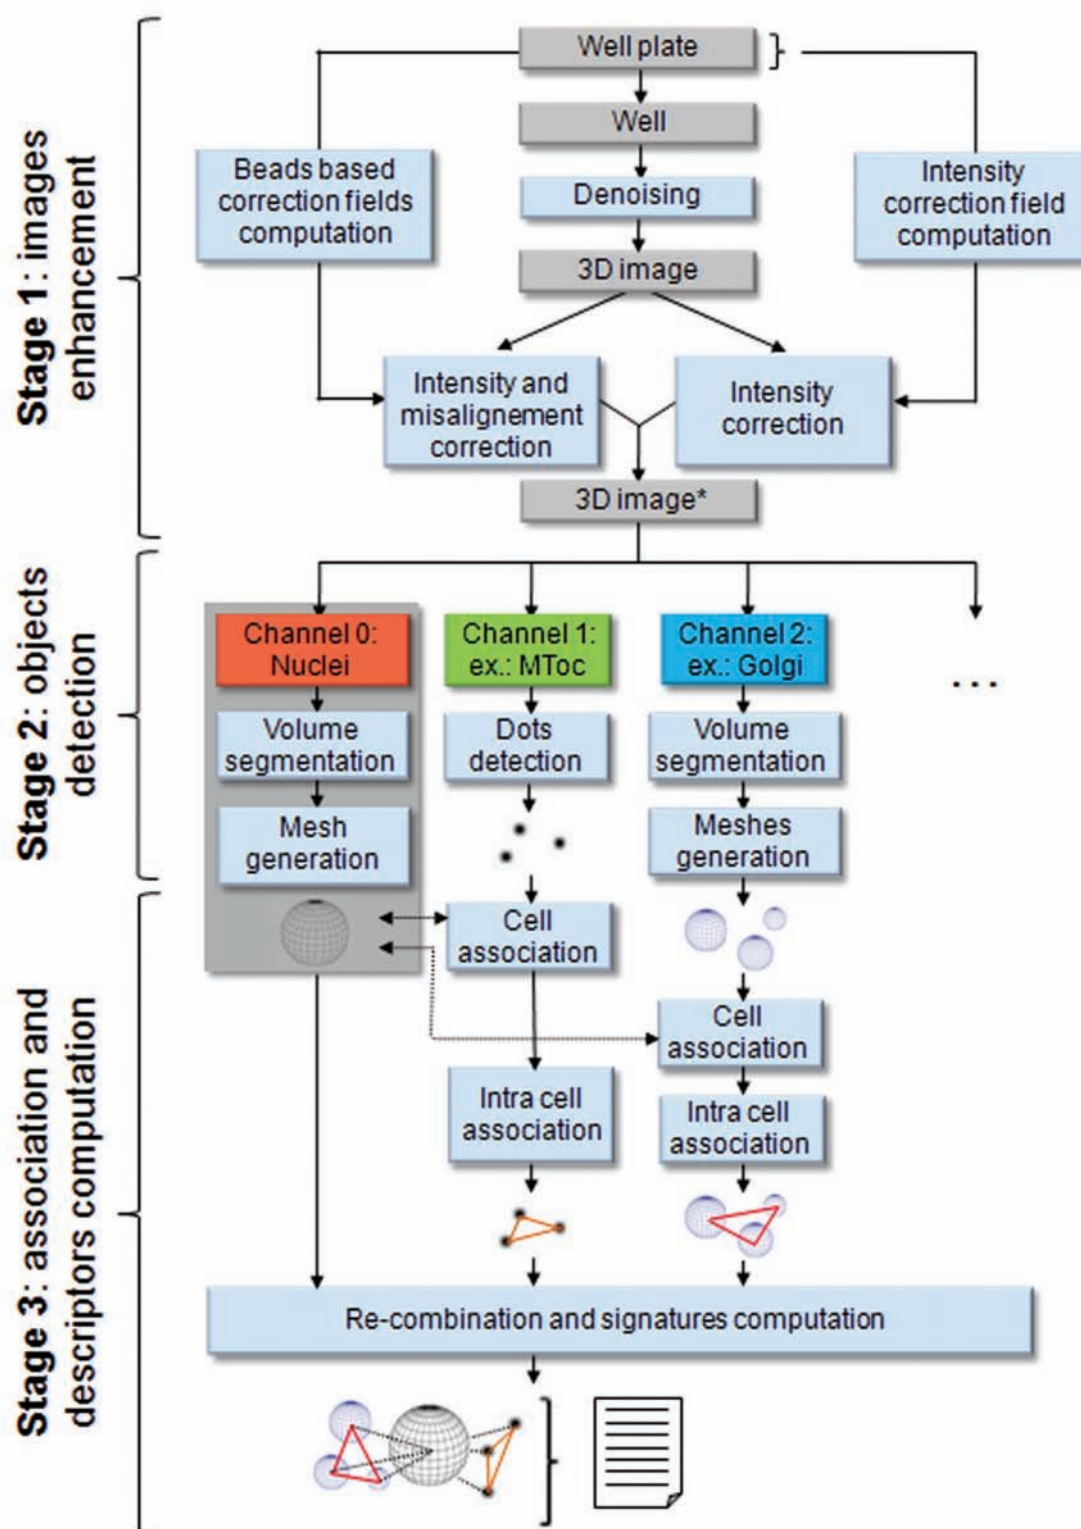 Stage 1: images
enhancement
Well plate
Well
Beads based
correction fields
computation
Denoising
Intensity
correction field
computation
3D image
Intensity and
misalignement
correction
Intensity
correction
3D image*
Stage 2: objects
detection
Channel 0:
Nuclei
Channel 1:
ex.: MToc
Channel 2:
ex.: Golgi
...
Volume
segmentation
Dots
detection
Volume
segmentation
Mesh
generation
Meshes
generation
Stage 3: association and
descriptors computation
Cell
association
Cell
association
Intra cell
association
Intra cell
association
Re-combination and signatures computation